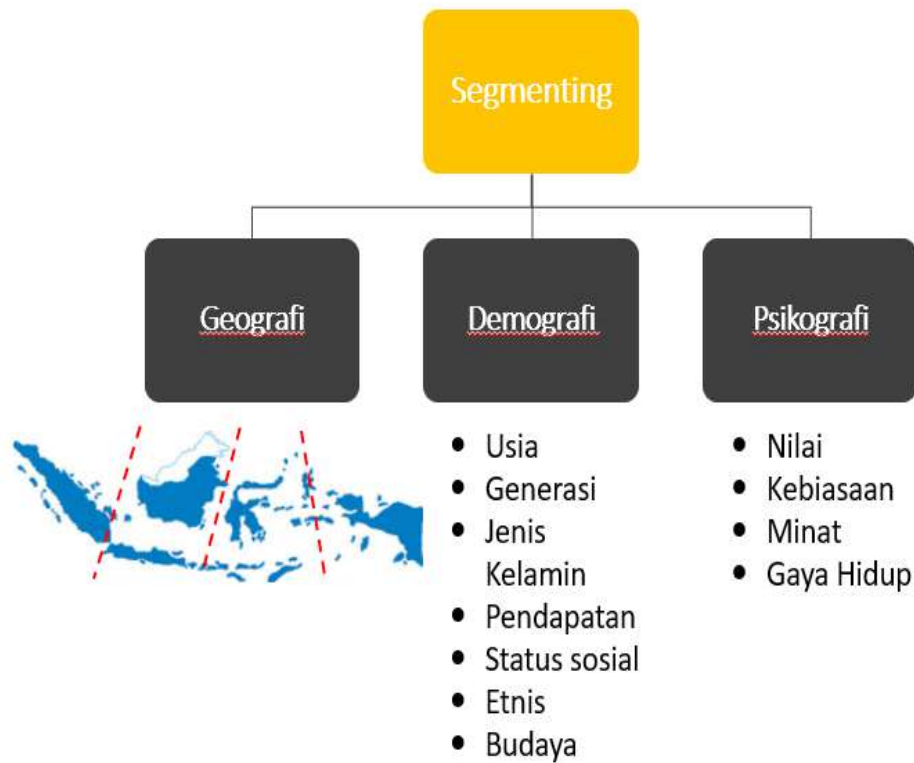 Segmenting
Geografi
Demografi
Psikografi
• Usia
• Generasi
• Jenis
Kelamin
• Pendapatan
• Status sosial
• Etnis
• Budaya
• Nilai
• Kebiasaan
• Minat
• Gaya Hidup